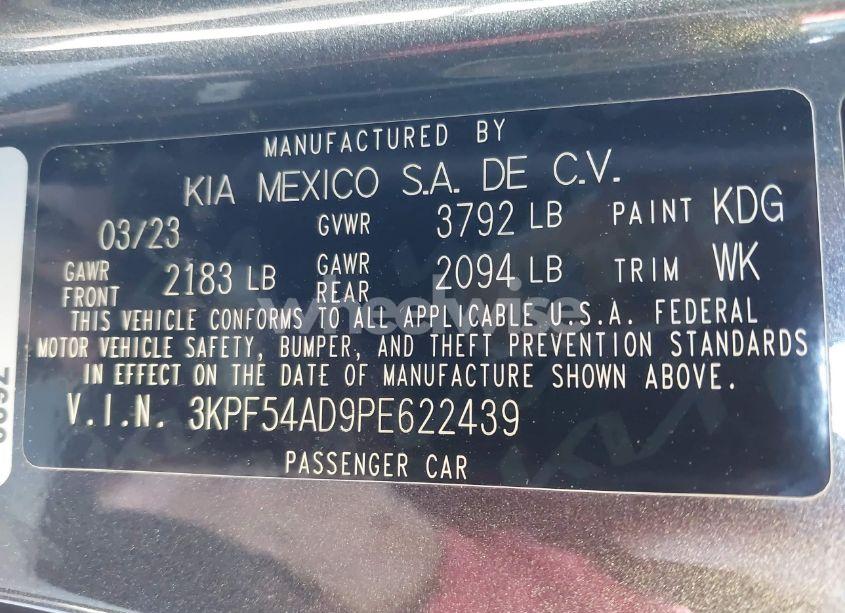 MANUFACTURED BY
KIA MEXICO S.A. DE C.V.
03/23 GVWR 3792 LB PAINT KDG
GAWR FRONT 2183 LB GAWR REAR 2094 LB TRIM WK
THIS VEHICLE CONFORMS TO ALL APPLICABLE U.S.A. FEDERAL
MOTOR VEHICLE SAFETY, BUMPER, AND THEFT PREVENTION STANDARDS
IN EFFECT ON THE DATE OF MANUFACTURE SHOWN ABOVE.
V.I.N. 3KPF54AD9PE622439
PASSENGER CAR
wheelwise